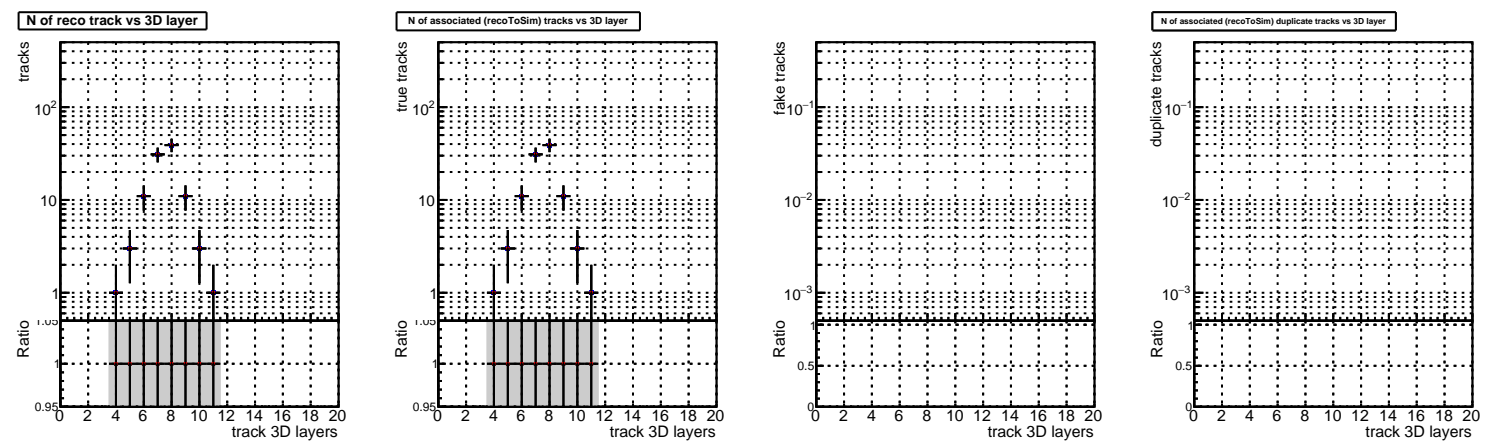 N of reco track vs 3D layer
tracks
10²
10
1
Ratio
1.05
1
0.95
0 2 4 6 8 10 12 14 16 18 20
track 3D layers
N of associated (recoToSim) tracks vs 3D layer
true tracks
10²
10
1
Ratio
1.05
1
0.95
0 2 4 6 8 10 12 14 16 18 20
track 3D layers
fake tracks
10⁻¹
10⁻²
10⁻³
Ratio
1
0.5
0
0 2 4 6 8 10 12 14 16 18 20
track 3D layers
N of associated (recoToSim) duplicate tracks vs 3D layer
duplicate tracks
10⁻¹
10⁻²
10⁻³
Ratio
1
0.5
0
0 2 4 6 8 10 12 14 16 18 20
track 3D layers